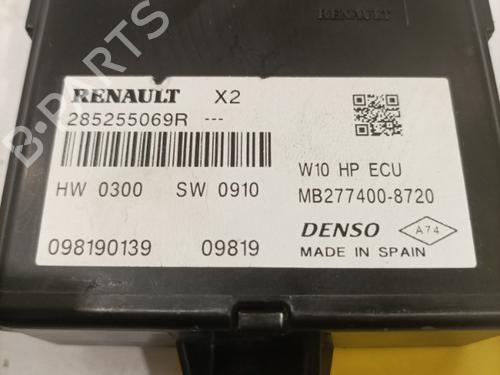 RENAULT
RENAULT X2
285255069R ---
W10 HP ECU
HW 0300 SW 0910
MB277400-8720
DENSO A74
098190139 09819
MADE IN SPAIN
B-PARTS